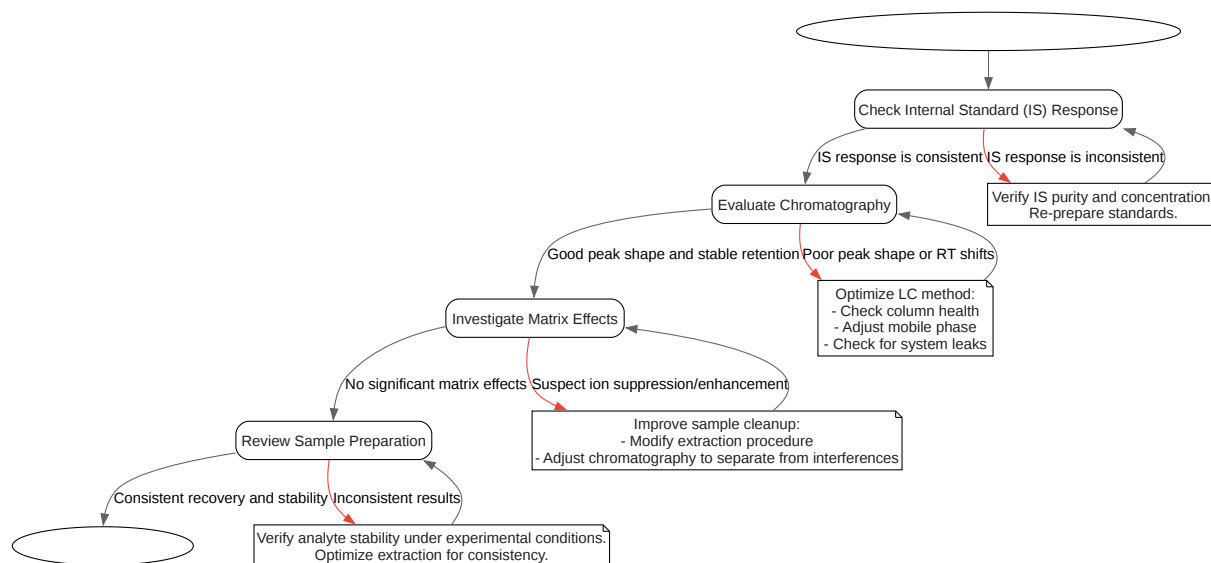 Check Internal Standard (IS) Response
IS response is consistent
IS response is inconsistent
Verify IS purity and concentration
Re-prepare standards.
Evaluate Chromatography
Good peak shape and stable retention
Poor peak shape or RT shifts
Optimize LC method:
- Check column health
- Adjust mobile phase
- Check for system leaks
Investigate Matrix Effects
No significant matrix effects
Suspect ion suppression/enhancement
Improve sample cleanup:
- Modify extraction procedure
- Adjust chromatography to separate from interferences
Review Sample Preparation
Consistent recovery and stability
Inconsistent results
Verify analyte stability under experimental conditions.
Optimize extraction for consistency.